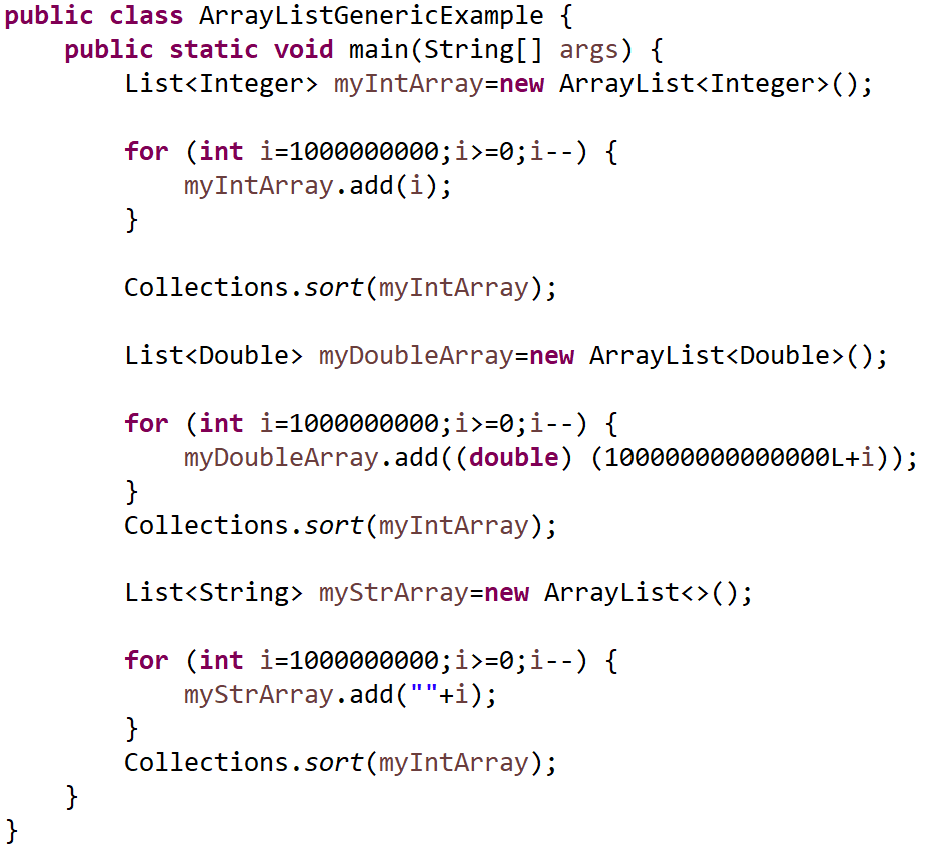 public class ArrayListGenericExample {
    public static void main(String[] args) {
        List<Integer> myIntArray=new ArrayList<Integer>();

        for (int i=1000000000;i>=0;i--) {
            myIntArray.add(i);
        }

        Collections.sort(myIntArray);

        List<Double> myDoubleArray=new ArrayList<Double>();

        for (int i=1000000000;i>=0;i--) {
            myDoubleArray.add((double) (100000000000000L+i));
        }
        Collections.sort(myIntArray);

        List<String> myStrArray=new ArrayList<>();

        for (int i=1000000000;i>=0;i--) {
            myStrArray.add(""+i);
        }
        Collections.sort(myIntArray);
    }
}